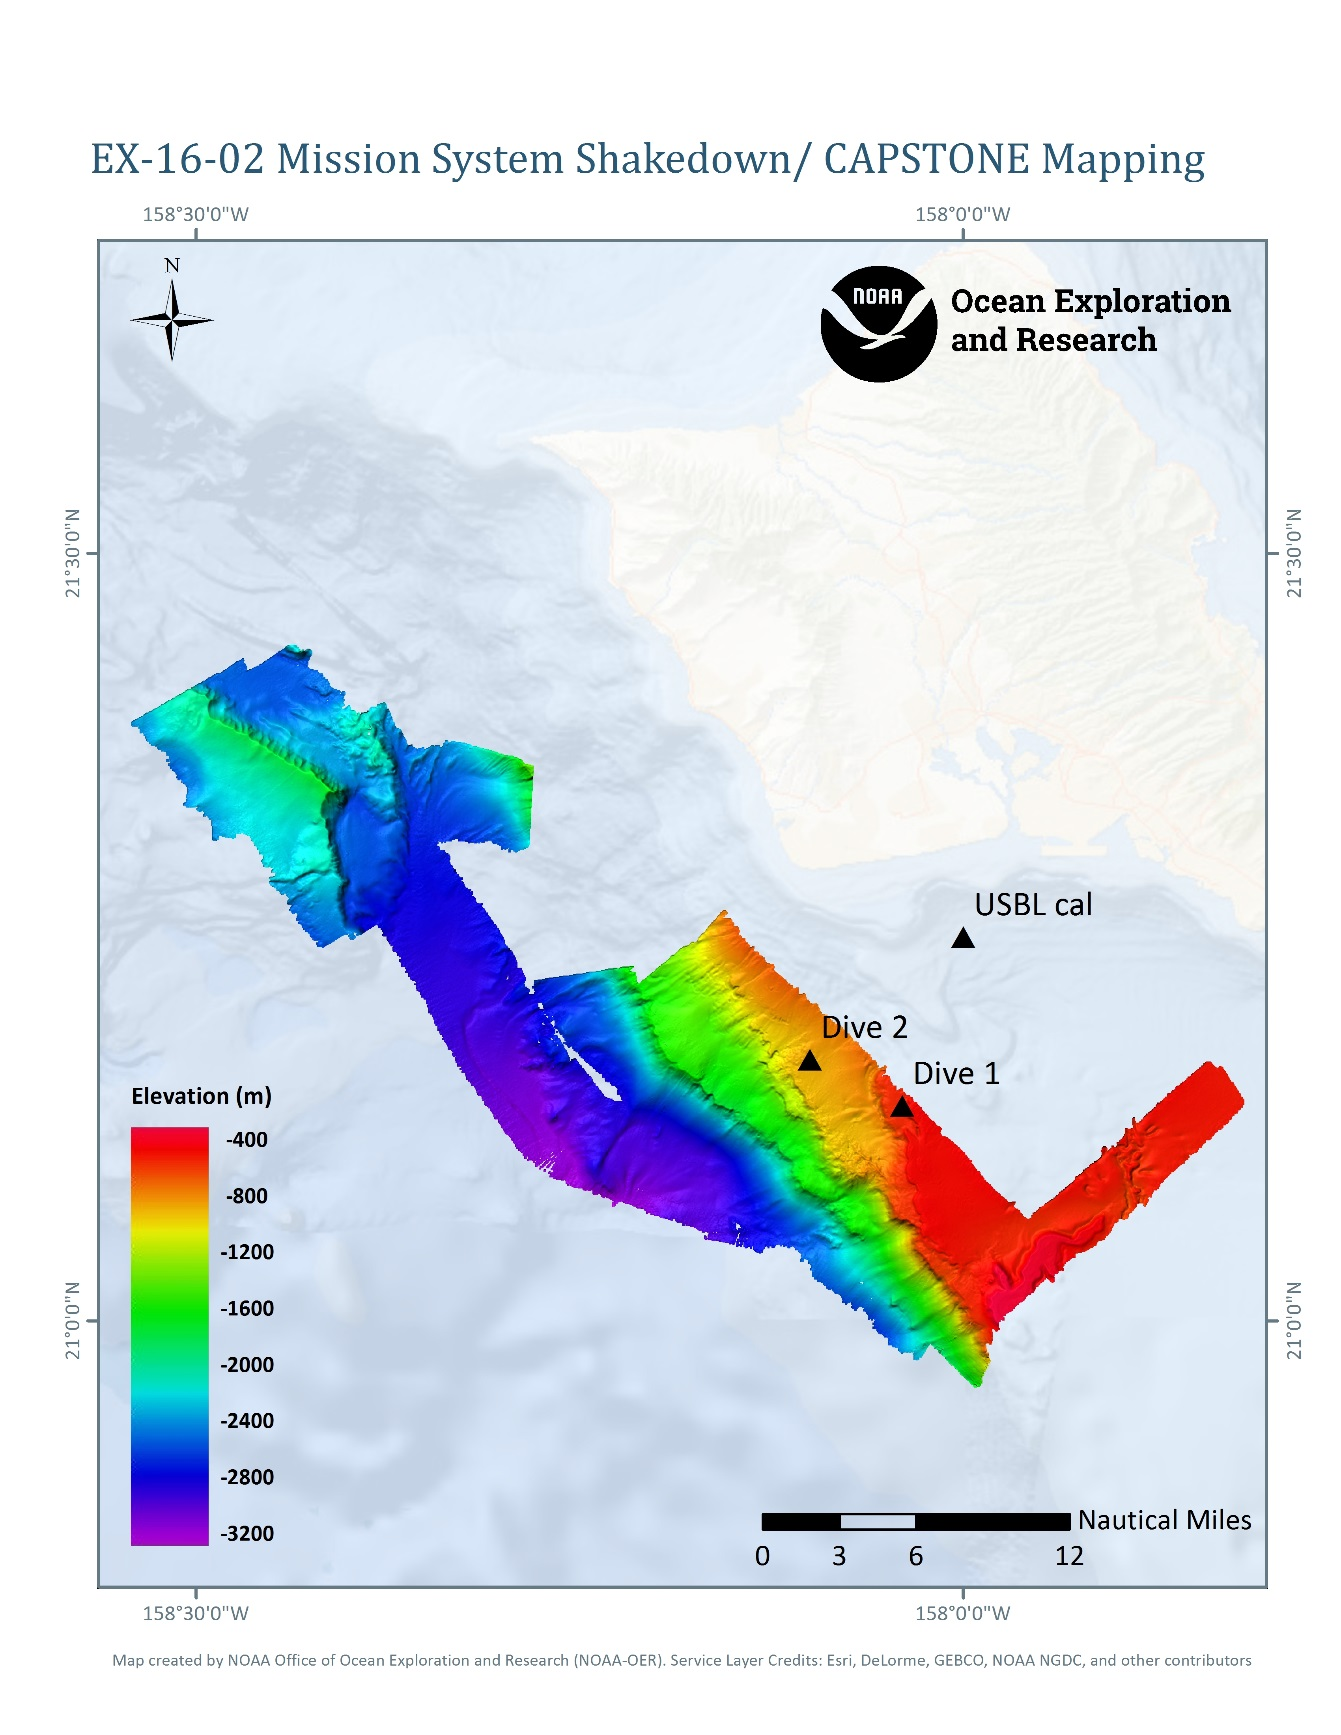 EX-16-02 Mission System Shakedown/ CAPSTONE Mapping
158°30'0"W
158°0'0"W
N
NOAA
Ocean Exploration
and Research
21°30'0"N
21°30'0"N
USBL cal
Dive 2
Dive 1
Elevation (m)
-400
-800
-1200
-1600
-2000
-2400
-2800
-3200
21°0'0"N
21°0'0"N
Nautical Miles
0 3 6 12
158°30'0"W
158°0'0"W
Map created by NOAA Office of Ocean Exploration and Research (NOAA-OER). Service Layer Credits: Esri, DeLorme, GEBCO, NOAA NGDC, and other contributors